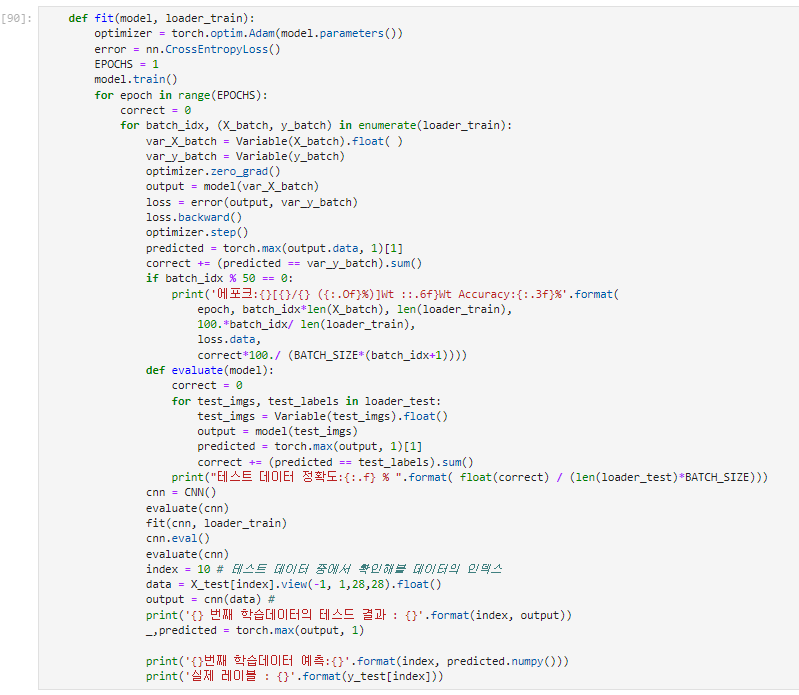 [90]:
def fit(model, loader_train):
    optimizer = torch.optim.Adam(model.parameters())
    error = nn.CrossEntropyLoss()
    EPOCHS = 1
    model.train()
    for epoch in range(EPOCHS):
        correct = 0
        for batch_idx, (X_batch, y_batch) in enumerate(loader_train):
            var_X_batch = Variable(X_batch).float( )
            var_y_batch = Variable(y_batch)
            optimizer.zero_grad()
            output = model(var_X_batch)
            loss = error(output, var_y_batch)
            loss.backward()
            optimizer.step()
            predicted = torch.max(output.data, 1)[1]
            correct += (predicted == var_y_batch).sum()
            if batch_idx % 50 == 0:
                print('에포크:{}[{}/{} ({:.Of}%)]Wt ::.6f}Wt Accuracy:{:.3f}%'.format(
                    epoch, batch_idx*len(X_batch), len(loader_train),
                    100.*batch_idx/ len(loader_train),
                    loss.data,
                    correct*100./ (BATCH_SIZE*(batch_idx+1))))
            def evaluate(model):
                correct = 0
                for test_imgs, test_labels in loader_test:
                    test_imgs = Variable(test_imgs).float()
                    output = model(test_imgs)
                    predicted = torch.max(output, 1)[1]
                    correct += (predicted == test_labels).sum()
                print("테스트 데이터 정확도:{:.f} % ".format( float(correct) / (len(loader_test)*BATCH_SIZE)))
            cnn = CNN()
            evaluate(cnn)
            fit(cnn, loader_train)
            cnn.eval()
            evaluate(cnn)
            index = 10 # 테스트 데이터 중에서 확인해볼 데이터의 인덱스
            data = X_test[index].view(-1, 1,28,28).float()
            output = cnn(data) #
            print('{} 번째 학습데이터의 테스트 결과 : {}'.format(index, output))
            _,predicted = torch.max(output, 1)
            print('{}번째 학습데이터 예측:{}'.format(index, predicted.numpy()))
            print('실제 레이블 : {}'.format(y_test[index]))